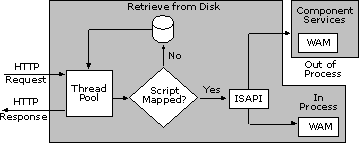 Retrieve from Disk
Component
Services
WAM
Out of
Process
No
HTTP
Request
Thread
Pool
Script
Mapped?
Yes
ISAPI
HTTP
Response
In
Process
WAM